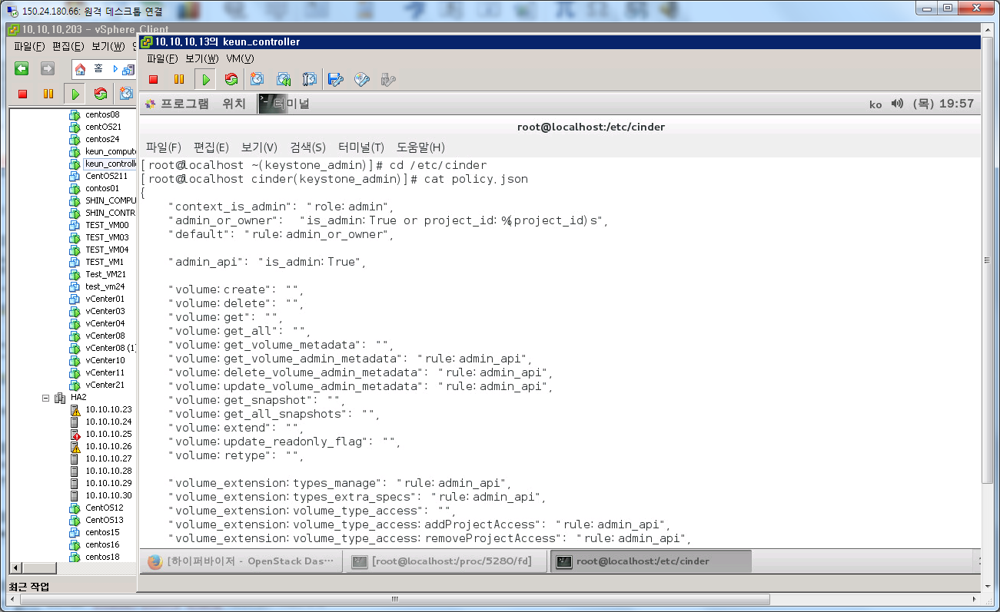 150.24.180.66: 원격 데스크톱 연결
10.10.10.203 - vSphere Client
파일(F) 편집(E) 보기(W)
홈
centos08
centOS21
centos24
keun_compute
keun_controlle
CentOS211
contos01
SHIN_COMPU
SHIN_CONTR
TEST_VM00
TEST_VM03
TEST_VM04
TEST_VM1
Test_VM21
test_vm24
vCenter01
vCenter03
vCenter04
vCenter08
vCenter08 (1)
vCenter10
vCenter11
vCenter21
HA2
10.10.10.23
10.10.10.24
10.10.10.25
10.10.10.26
10.10.10.27
10.10.10.28
10.10.10.29
10.10.10.30
CentOS12
CentOS13
centos15
centos16
centos18
최근 작업
10.10.10.13의 keun_controller
파일(F) 보기(W) VM(V)
프로그램 위치 터미널 ko (목) 19:57
root@localhost:/etc/cinder
파일(F) 편집(E) 보기(V) 검색(S) 터미널(T) 도움말(H)
[root@localhost ~(keystone_admin)]# cd /etc/cinder
[root@localhost cinder(keystone_admin)]# cat policy.json
{
"context_is_admin": "role:admin",
"admin_or_owner":  "is_admin:True or project_id:%(project_id)s",
"default": "rule:admin_or_owner",
"admin_api": "is_admin:True",
"volume:create": "",
"volume:delete": "",
"volume:get": "",
"volume:get_all": "",
"volume:get_volume_metadata": "",
"volume:get_volume_admin_metadata": "rule:admin_api",
"volume:delete_volume_admin_metadata": "rule:admin_api",
"volume:update_volume_admin_metadata": "rule:admin_api",
"volume:get_snapshot": "",
"volume:get_all_snapshots": "",
"volume:extend": "",
"volume:update_readonly_flag": "",
"volume:retype": "",
"volume_extension:types_manage": "rule:admin_api",
"volume_extension:types_extra_specs": "rule:admin_api",
"volume_extension:volume_type_access": "",
"volume_extension:volume_type_access:addProjectAccess": "rule:admin_api",
"volume_extension:volume_type_access:removeProjectAccess": "rule:admin_api",
[하이퍼바이저 - OpenStack Das… [root@localhost:/proc/5280/fd] root@localhost:/etc/cinder